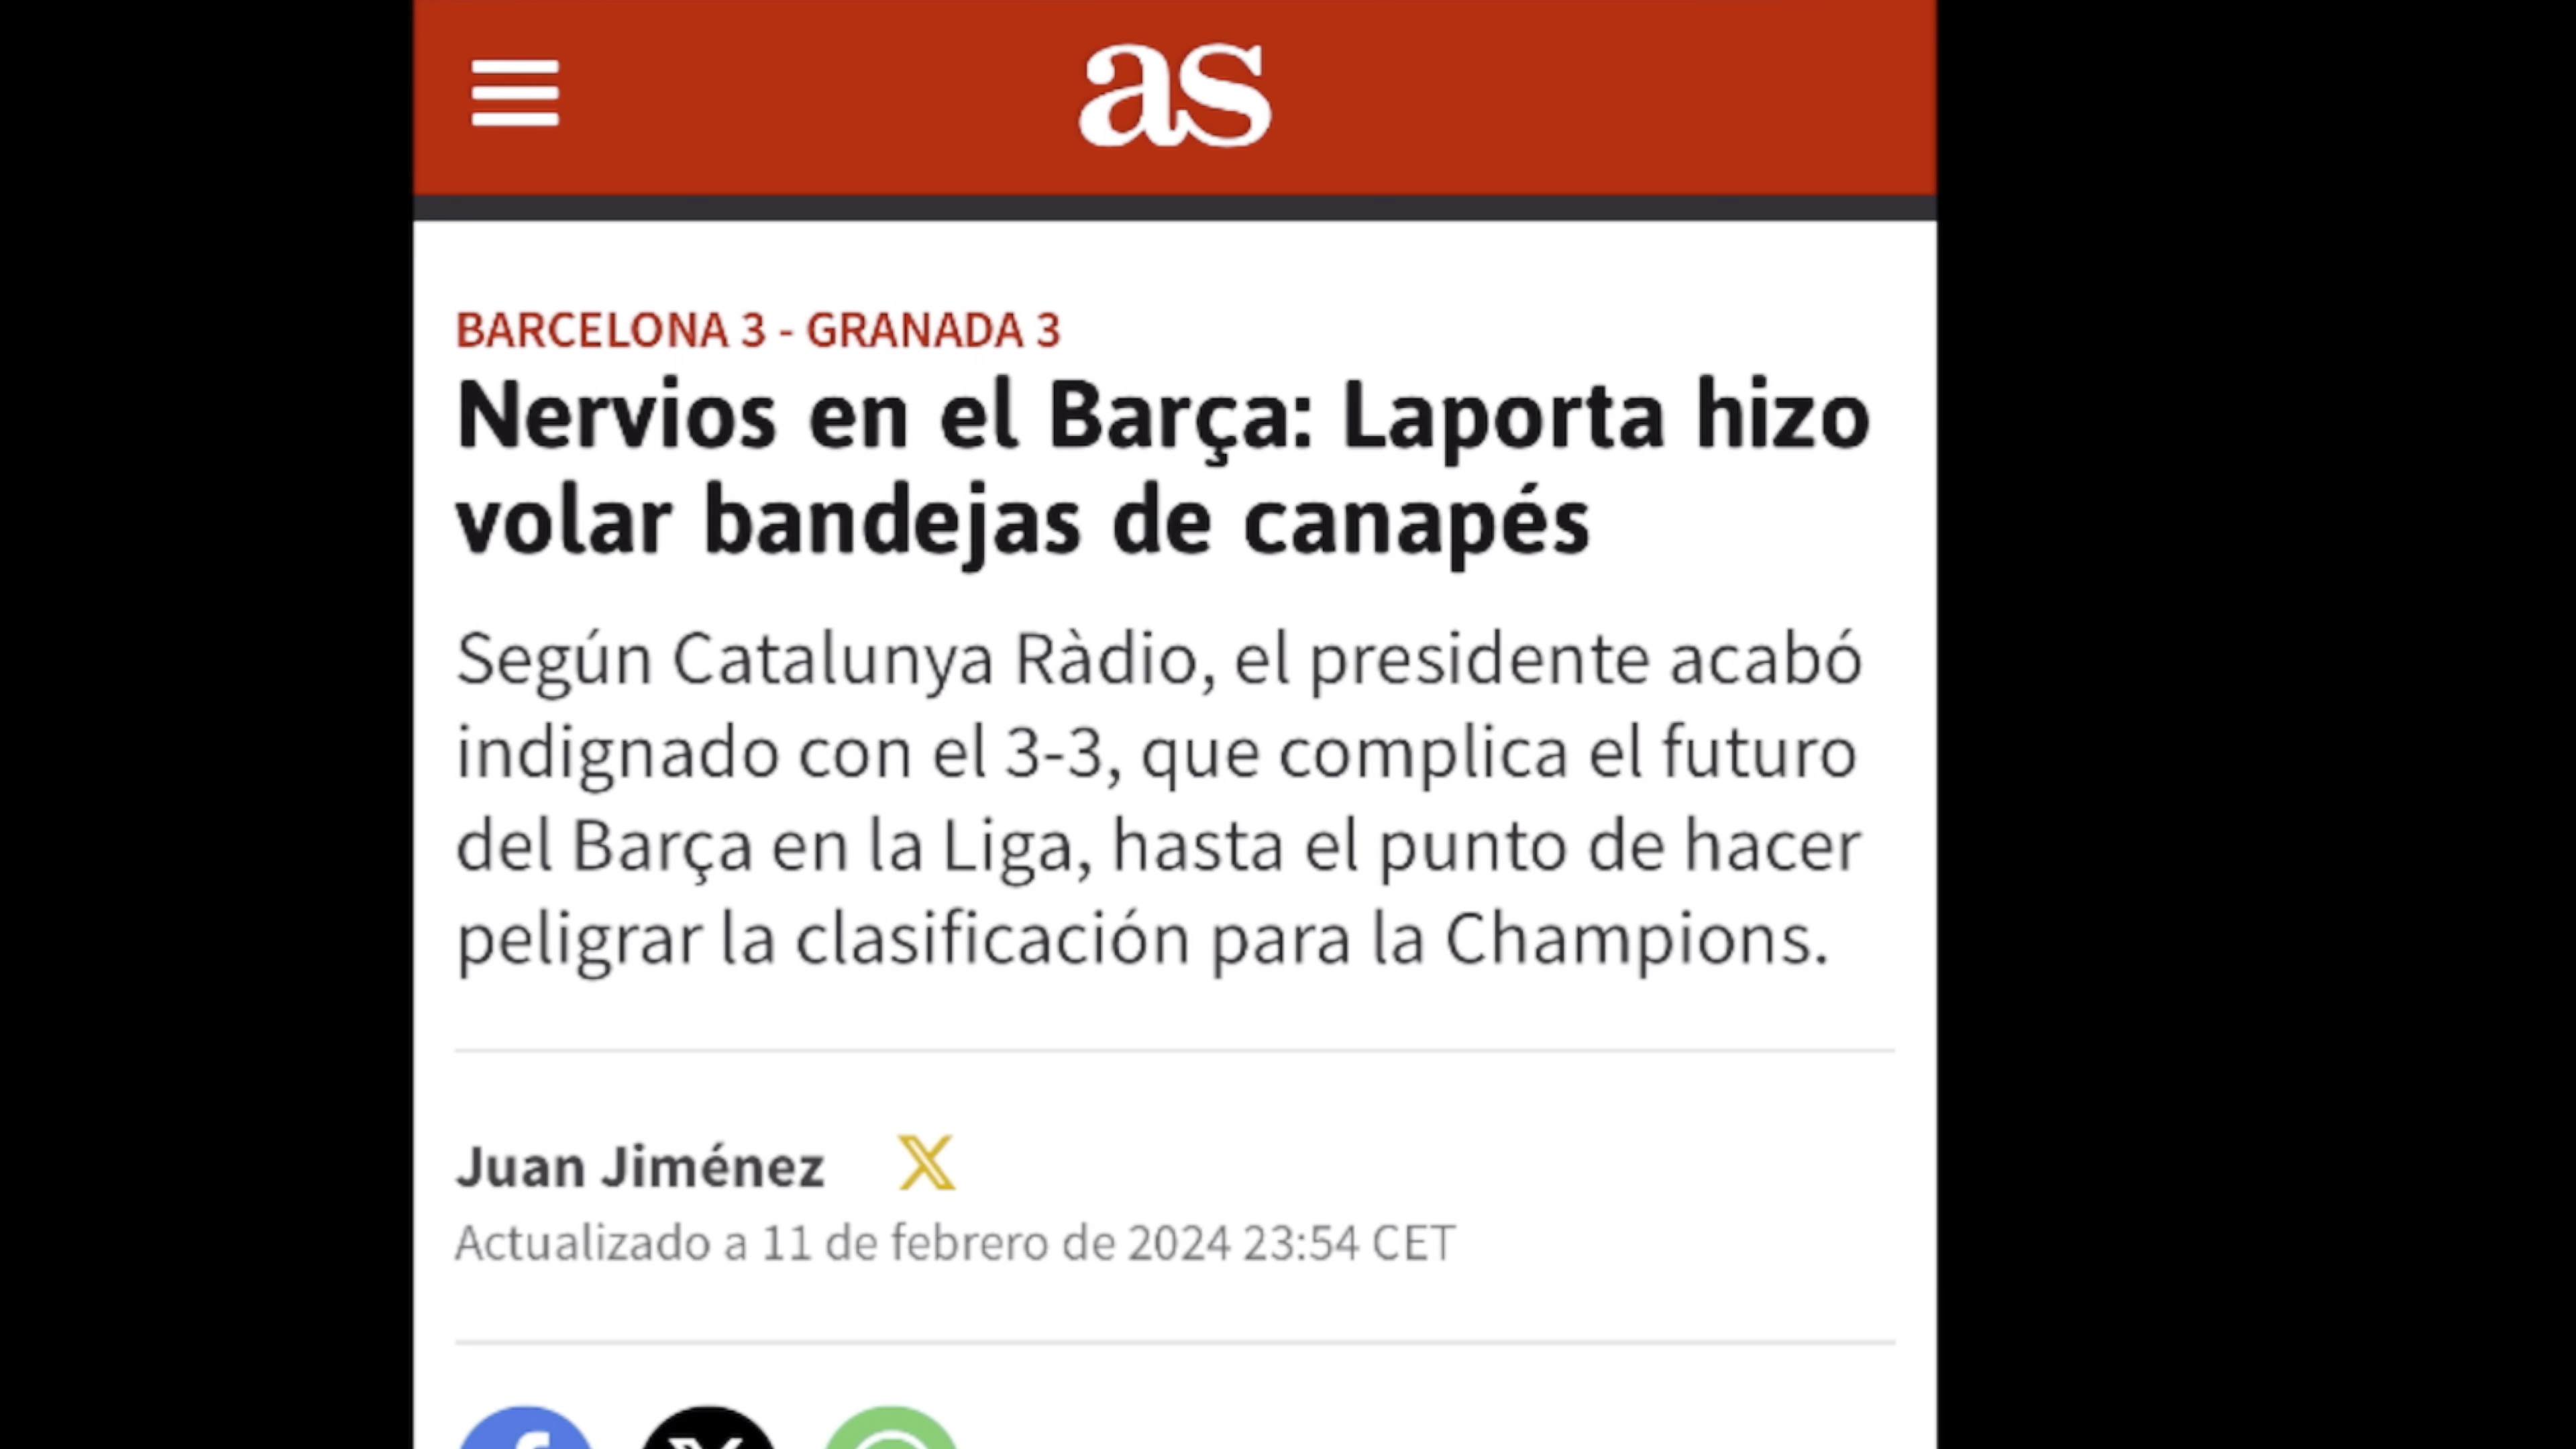 as
BARCELONA 3 - GRANADA 3
Nervios en el Barça: Laporta hizo
volar bandejas de canapés
Según Catalunya Ràdio, el presidente acabó
indignado con el 3-3, que complica el futuro
del Barça en la Liga, hasta el punto de hacer
peligrar la clasificación para la Champions.
Juan Jiménez
Actualizado a 11 de febrero de 2024 23:54 CET